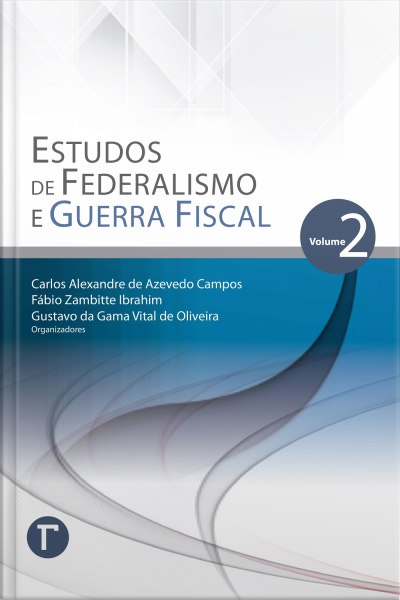 ESTUDOS
DE FEDERALISMO
E GUERRA FISCAL
Volume 2
Carlos Alexandre de Azevedo Campos
Fábio Zambitte Ibrahim
Gustavo da Gama Vital de Oliveira
Organizadores